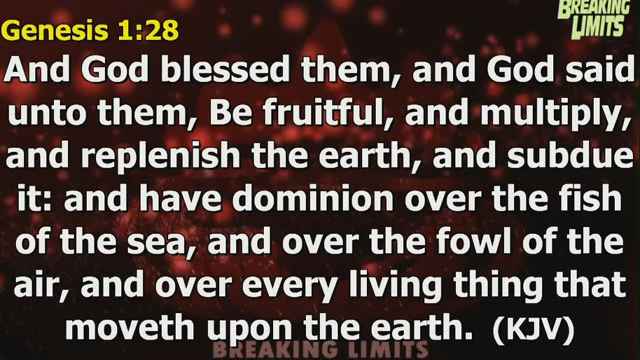 BREAKING
LIMITS
Genesis 1:28
And God blessed them, and God said
unto them, Be fruitful, and multiply,
and replenish the earth, and subdue
it: and have dominion over the fish
of the sea, and over the fowl of the
air, and over every living thing that
moveth upon the earth. (KJV)
BREAKING LIMITS